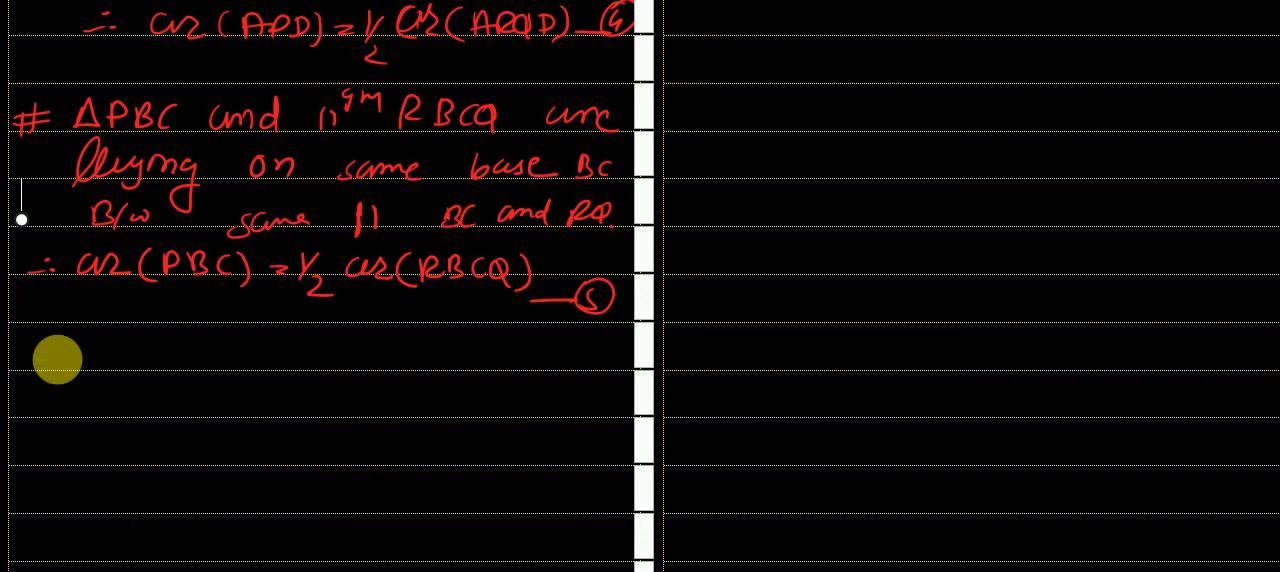 ∴ ar(APD) = 1/2 ar(ARQD) — ④
# ΔPBC and ||gm RBCQ are
lying on same base BC
B/w same || BC and RQ.
∴ ar(PBC) = 1/2 ar(RBCQ)
— ⑤